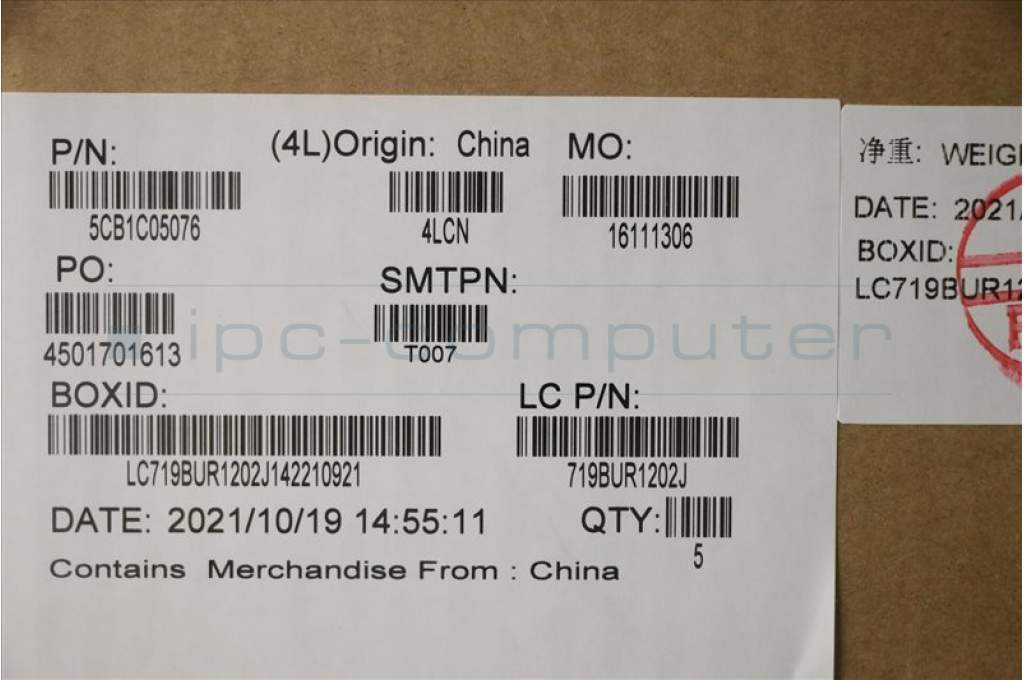 P/N:
(4L)Origin: China
MO:
5CB1C05076
4LCN
16111306
PO:
SMTPN:
4501701613
T007
BOXID:
LC P/N:
LC719BUR1202J142210921
719BUR1202J
DATE: 2021/10/19 14:55:11
QTY:
5
Contains Merchandise From : China
净重: WEIG
DATE: 2021/
BOXID:
LC719BUR12
ipc-computer